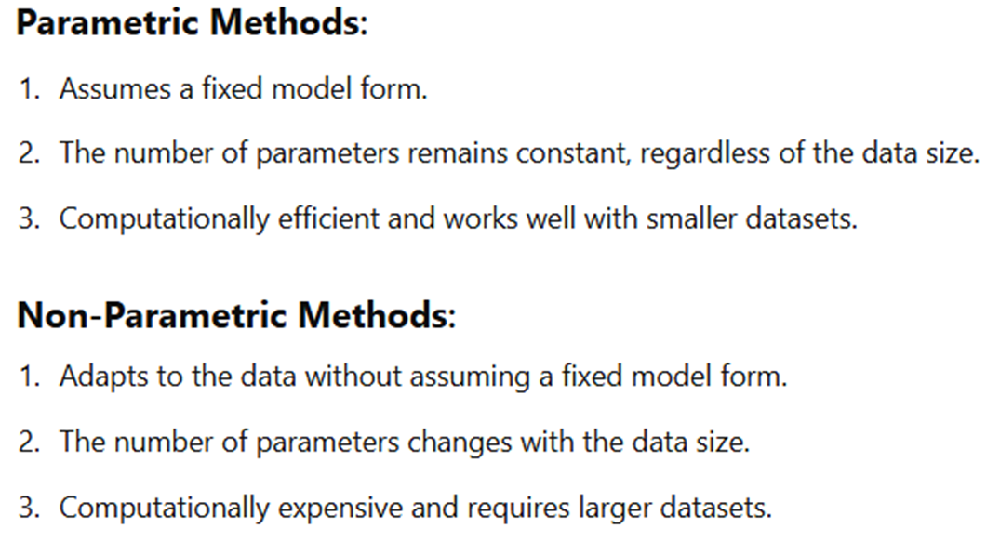 Parametric Methods:
1. Assumes a fixed model form.
2. The number of parameters remains constant, regardless of the data size.
3. Computationally efficient and works well with smaller datasets.
Non-Parametric Methods:
1. Adapts to the data without assuming a fixed model form.
2. The number of parameters changes with the data size.
3. Computationally expensive and requires larger datasets.